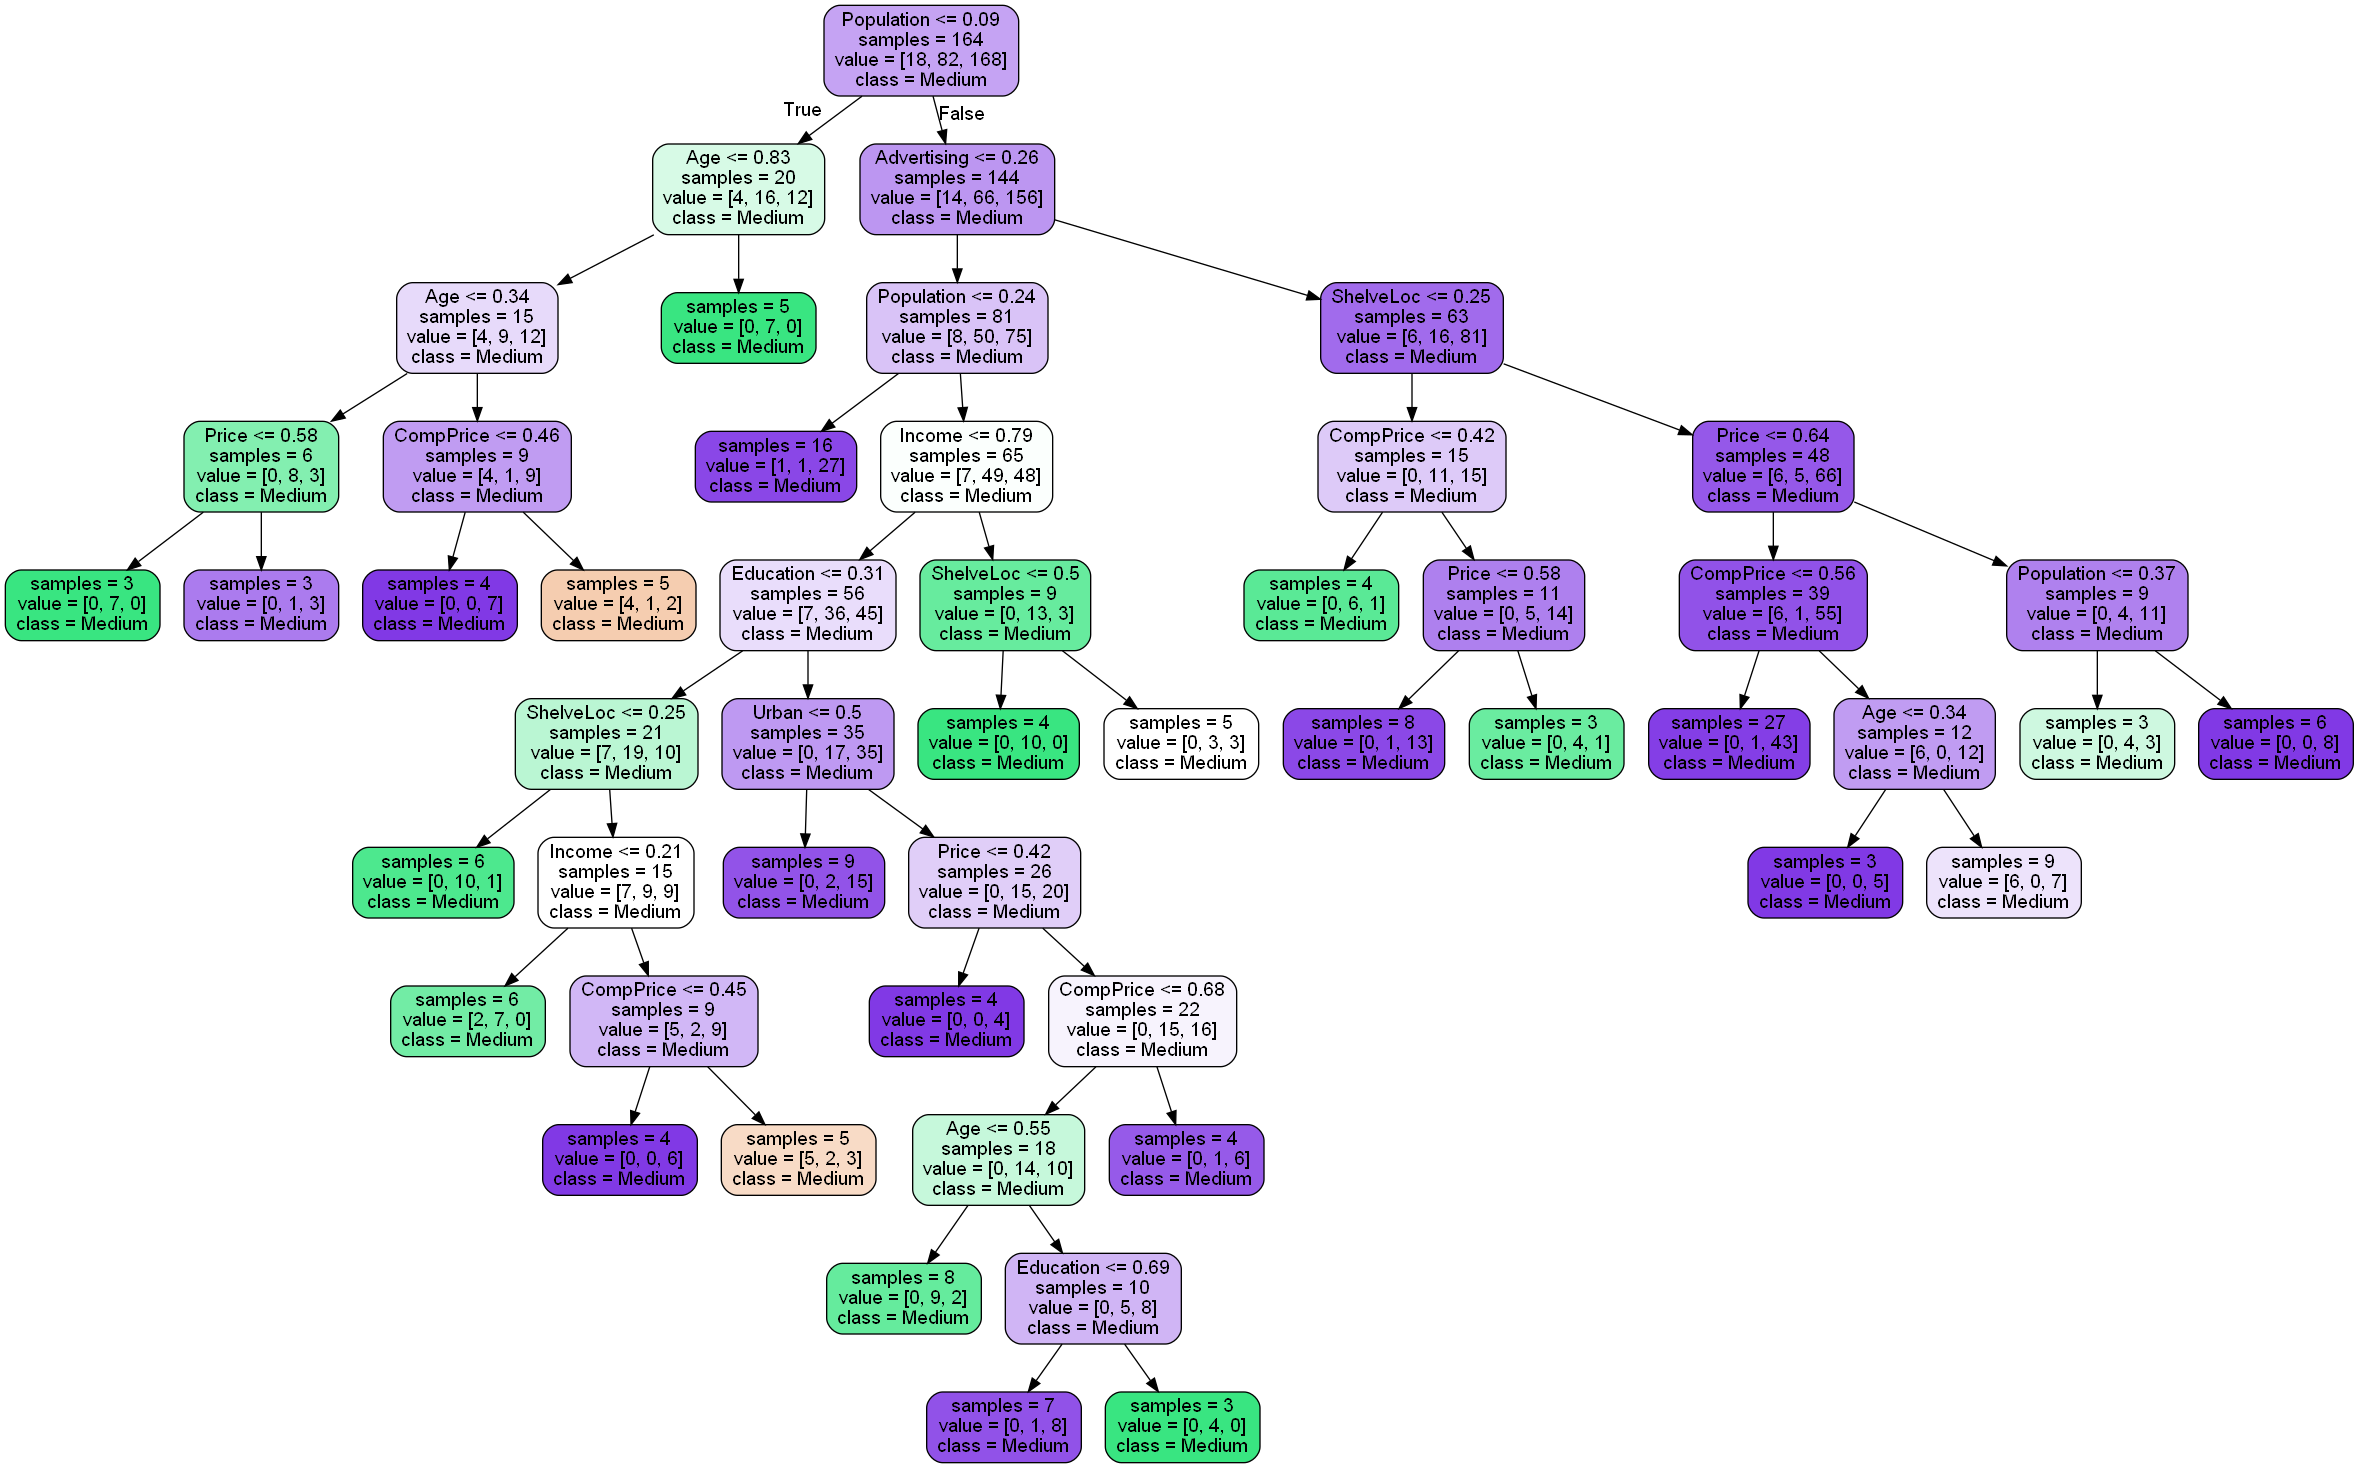 Population <= 0.09
samples = 164
value = [18, 82, 168]
class = Medium
True
False
Age <= 0.83
samples = 20
value = [4, 16, 12]
class = Medium
Advertising <= 0.26
samples = 144
value = [14, 66, 156]
class = Medium
Age <= 0.34
samples = 15
value = [4, 9, 12]
class = Medium
samples = 5
value = [0, 7, 0]
class = Medium
Population <= 0.24
samples = 81
value = [8, 50, 75]
class = Medium
ShelveLoc <= 0.25
samples = 63
value = [6, 16, 81]
class = Medium
Price <= 0.58
samples = 6
value = [0, 8, 3]
class = Medium
CompPrice <= 0.46
samples = 9
value = [4, 1, 9]
class = Medium
samples = 16
value = [1, 1, 27]
class = Medium
Income <= 0.79
samples = 65
value = [7, 49, 48]
class = Medium
CompPrice <= 0.42
samples = 15
value = [0, 11, 15]
class = Medium
Price <= 0.64
samples = 48
value = [6, 5, 66]
class = Medium
samples = 3
value = [0, 7, 0]
class = Medium
samples = 3
value = [0, 1, 3]
class = Medium
samples = 4
value = [0, 0, 7]
class = Medium
samples = 5
value = [4, 1, 2]
class = Medium
Education <= 0.31
samples = 56
value = [7, 36, 45]
class = Medium
ShelveLoc <= 0.5
samples = 9
value = [0, 13, 3]
class = Medium
samples = 4
value = [0, 6, 1]
class = Medium
Price <= 0.58
samples = 11
value = [0, 5, 14]
class = Medium
CompPrice <= 0.56
samples = 39
value = [6, 1, 55]
class = Medium
Population <= 0.37
samples = 9
value = [0, 4, 11]
class = Medium
ShelveLoc <= 0.25
samples = 21
value = [7, 19, 10]
class = Medium
Urban <= 0.5
samples = 35
value = [0, 17, 35]
class = Medium
samples = 4
value = [0, 10, 0]
class = Medium
samples = 5
value = [0, 3, 3]
class = Medium
samples = 8
value = [0, 1, 13]
class = Medium
samples = 3
value = [0, 4, 1]
class = Medium
samples = 27
value = [0, 1, 43]
class = Medium
Age <= 0.34
samples = 12
value = [6, 0, 12]
class = Medium
samples = 3
value = [0, 4, 3]
class = Medium
samples = 6
value = [0, 0, 8]
class = Medium
samples = 6
value = [0, 10, 1]
class = Medium
Income <= 0.21
samples = 15
value = [7, 9, 9]
class = Medium
samples = 9
value = [0, 2, 15]
class = Medium
Price <= 0.42
samples = 26
value = [0, 15, 20]
class = Medium
samples = 3
value = [0, 0, 5]
class = Medium
samples = 9
value = [6, 0, 7]
class = Medium
samples = 6
value = [2, 7, 0]
class = Medium
CompPrice <= 0.45
samples = 9
value = [5, 2, 9]
class = Medium
samples = 4
value = [0, 0, 4]
class = Medium
CompPrice <= 0.68
samples = 22
value = [0, 15, 16]
class = Medium
samples = 4
value = [0, 0, 6]
class = Medium
samples = 5
value = [5, 2, 3]
class = Medium
Age <= 0.55
samples = 18
value = [0, 14, 10]
class = Medium
samples = 4
value = [0, 1, 6]
class = Medium
samples = 8
value = [0, 9, 2]
class = Medium
Education <= 0.69
samples = 10
value = [0, 5, 8]
class = Medium
samples = 7
value = [0, 1, 8]
class = Medium
samples = 3
value = [0, 4, 0]
class = Medium